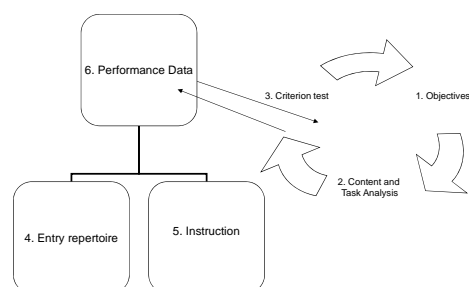 6. Performance Data
3. Criterion test
1. Objectives
2. Content and
Task Analysis
4. Entry repertoire
5. Instruction